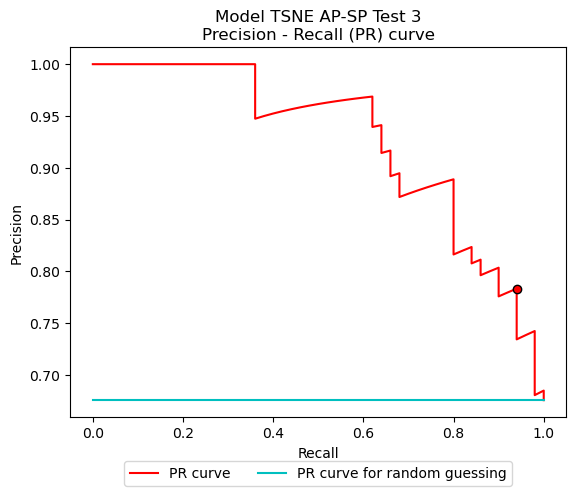 Model TSNE AP-SP Test 3
Precision - Recall (PR) curve
1.00
0.95
0.90
0.85
0.80
0.75
0.70
Precision
0.0 0.2 0.4 0.6 0.8 1.0
Recall
PR curve PR curve for random guessing